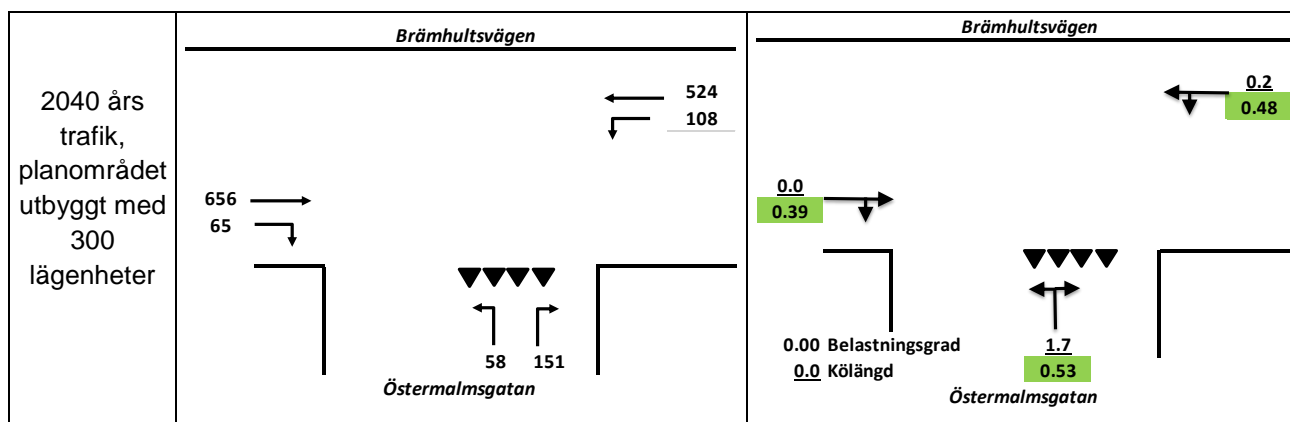 2040 års
trafik,
planområdet
utbyggt med
300
lägenheter
Brämhultsvägen
524
108
656
65
58 151
Östermalmsgatan
Brämhultsvägen
0.2
0.48
0.0
0.39
0.00 Belastningsgrad
0.0 Kölängd
1.7
0.53
Östermalmsgatan